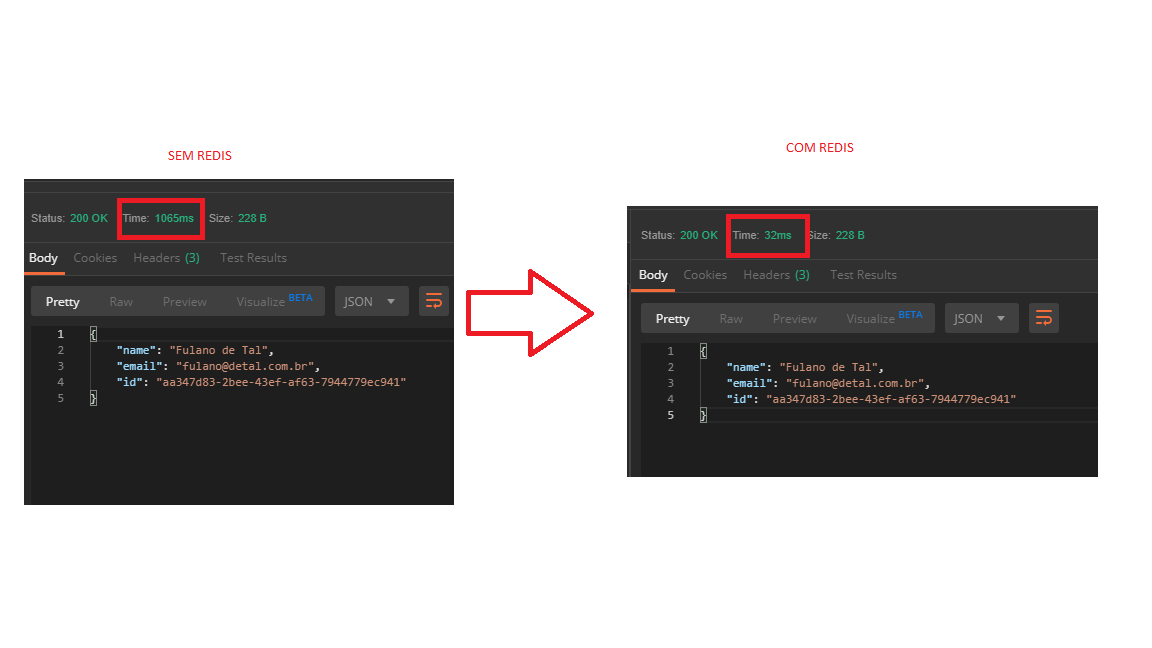 SEM REDIS
Status: 200 OK Time: 1065ms Size: 228 B
Body Cookies Headers (3) Test Results
Pretty Raw Preview Visualize BETA JSON
1 {
2 "name": "Fulano de Tal",
3 "email": "fulano@detal.com.br",
4 "id": "aa347d83-2bee-43ef-af63-7944779ec941"
5 }
COM REDIS
Status: 200 OK Time: 32ms Size: 228 B
Body Cookies Headers (3) Test Results
Pretty Raw Preview Visualize BETA JSON
1 {
2 "name": "Fulano de Tal",
3 "email": "fulano@detal.com.br",
4 "id": "aa347d83-2bee-43ef-af63-7944779ec941"
5 }